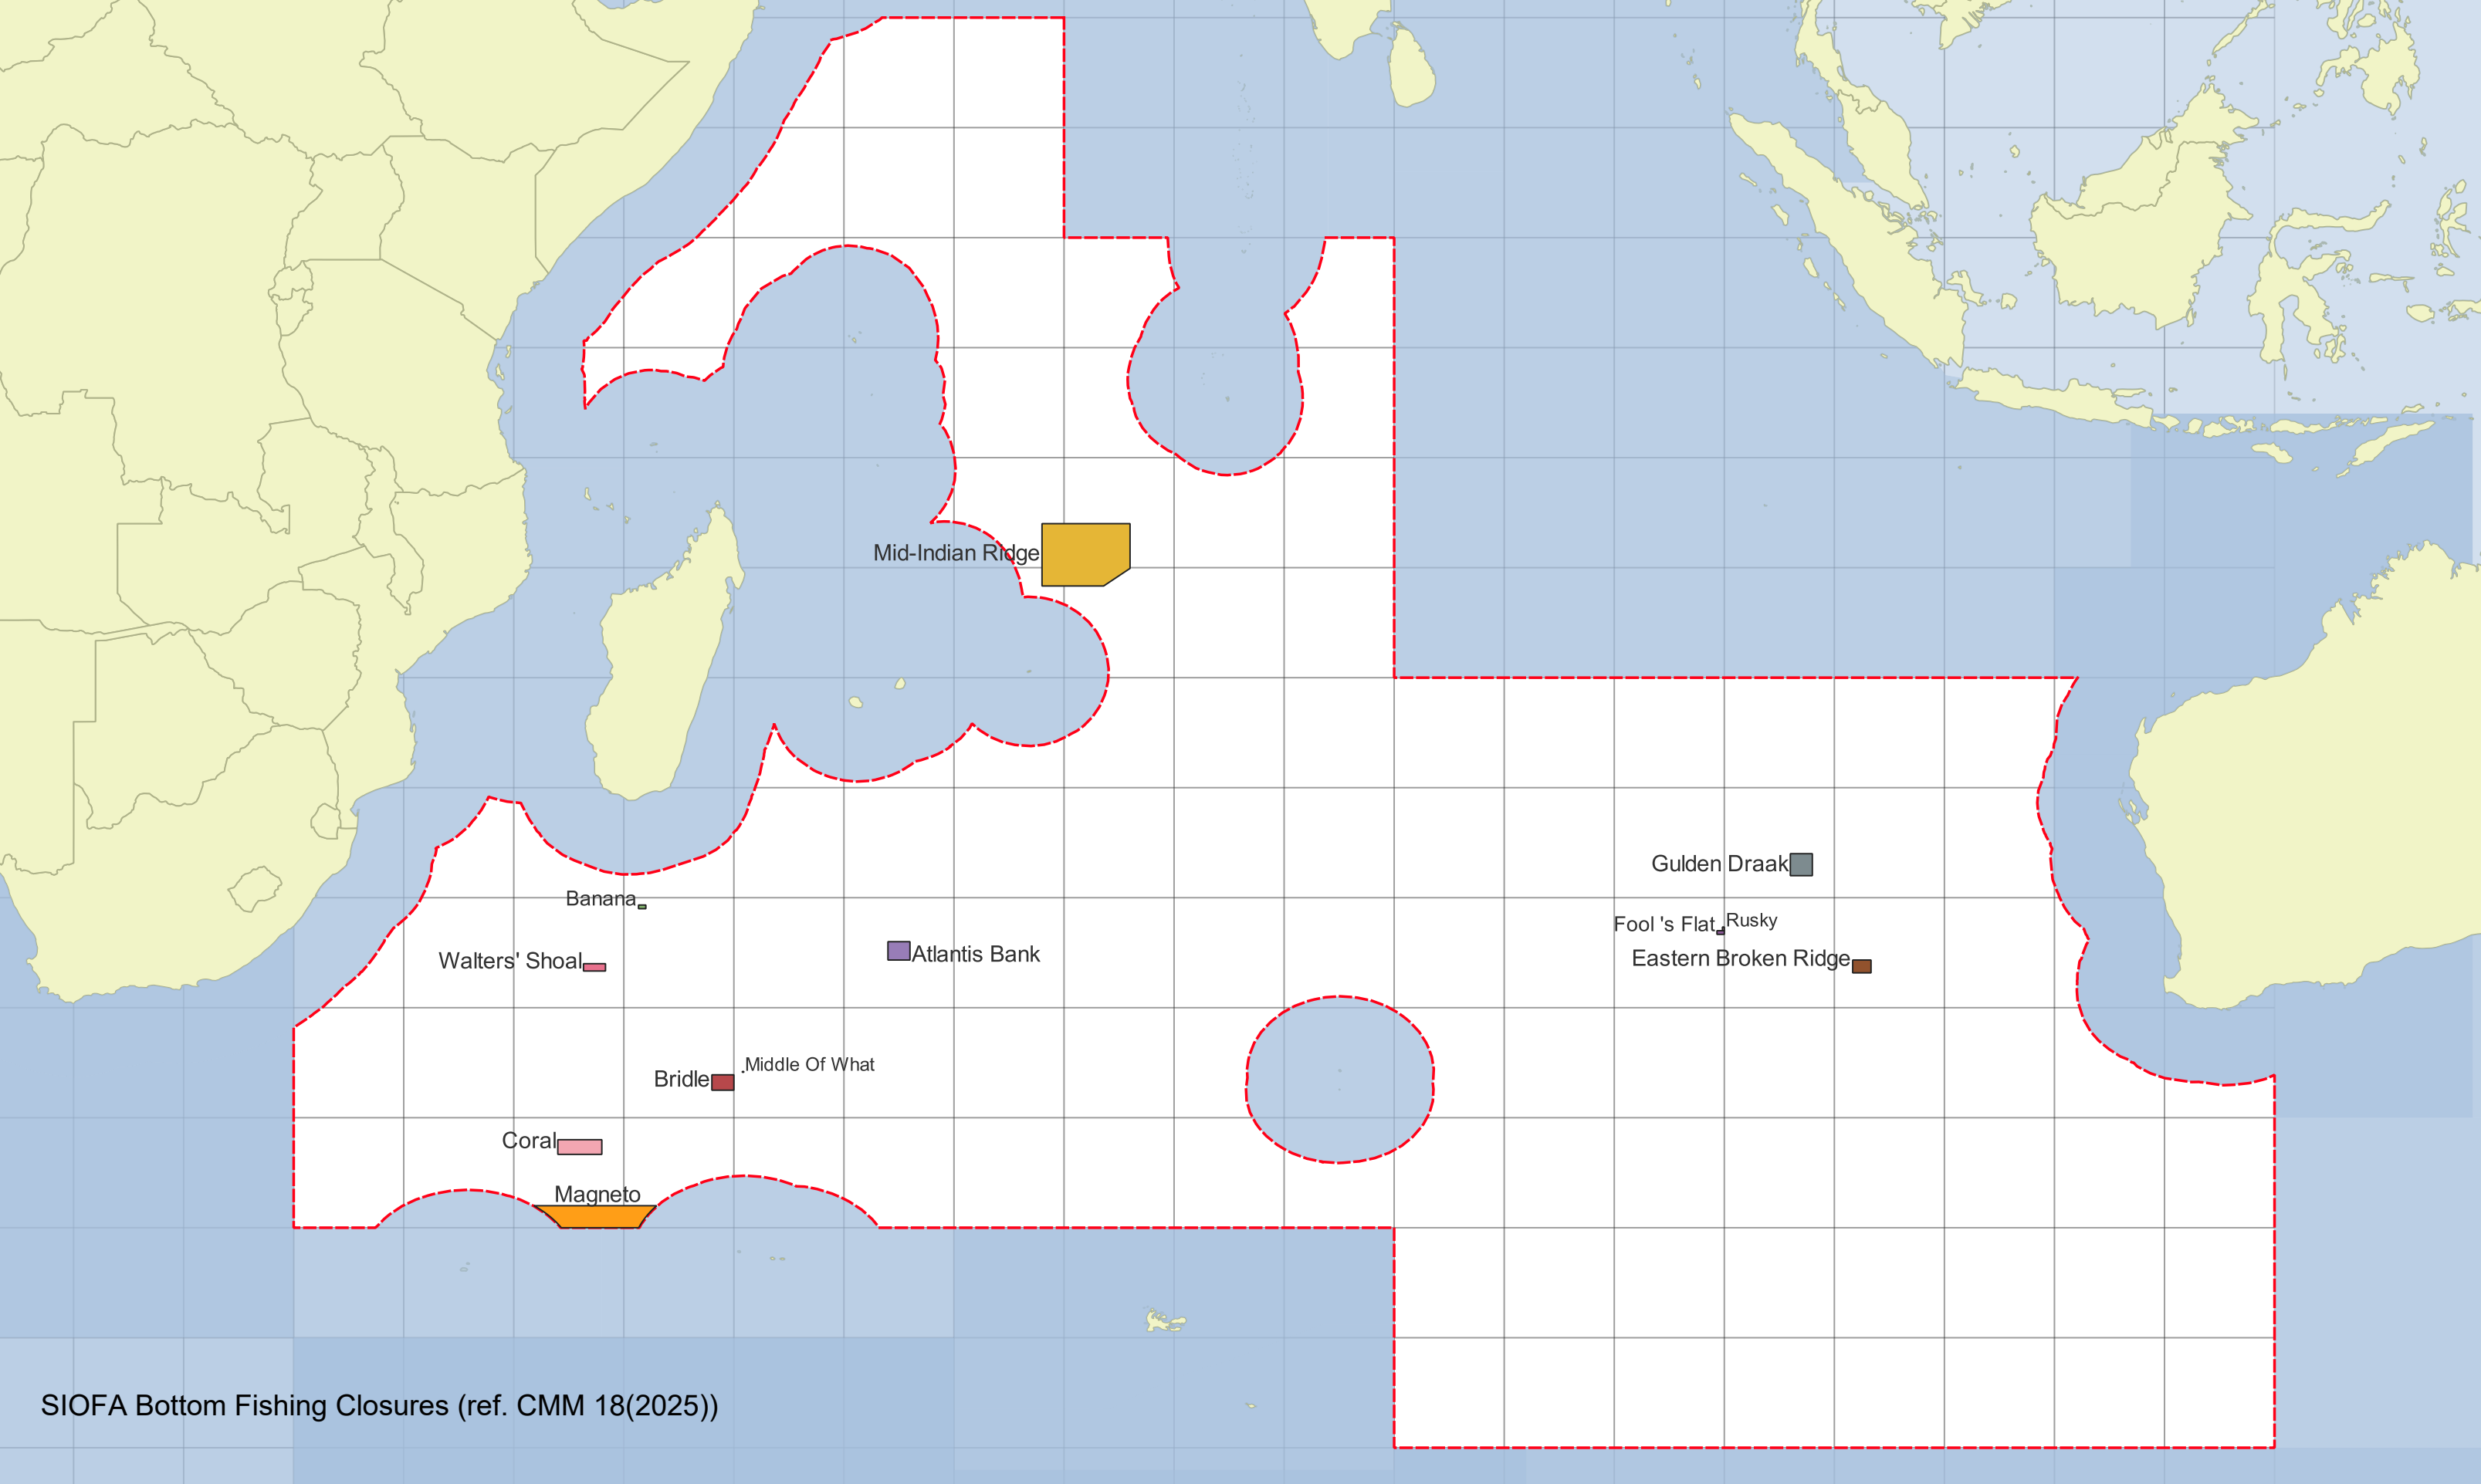 Mid-Indian Ridge
Gulden Draak
Banana
Fool 's Flat
Rusky
Walters' Shoal
Atlantis Bank
Eastern Broken Ridge
Middle Of What
Bridle
Coral
Magneto
SIOFA Bottom Fishing Closures (ref. CMM 18(2025))